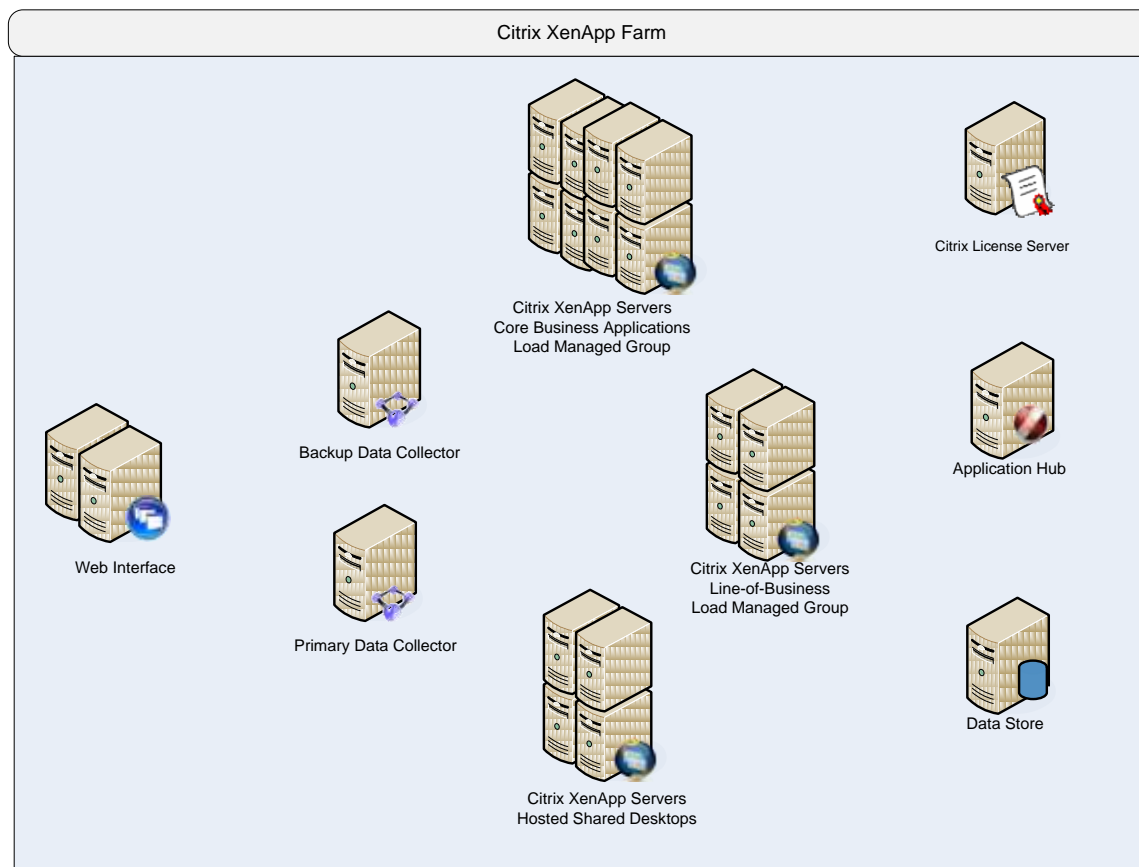 Citrix XenApp Farm
Citrix XenApp Servers
Core Business Applications
Load Managed Group
Citrix License Server
Backup Data Collector
Application Hub
Web Interface
Citrix XenApp Servers
Line-of-Business
Load Managed Group
Primary Data Collector
Data Store
Citrix XenApp Servers
Hosted Shared Desktops